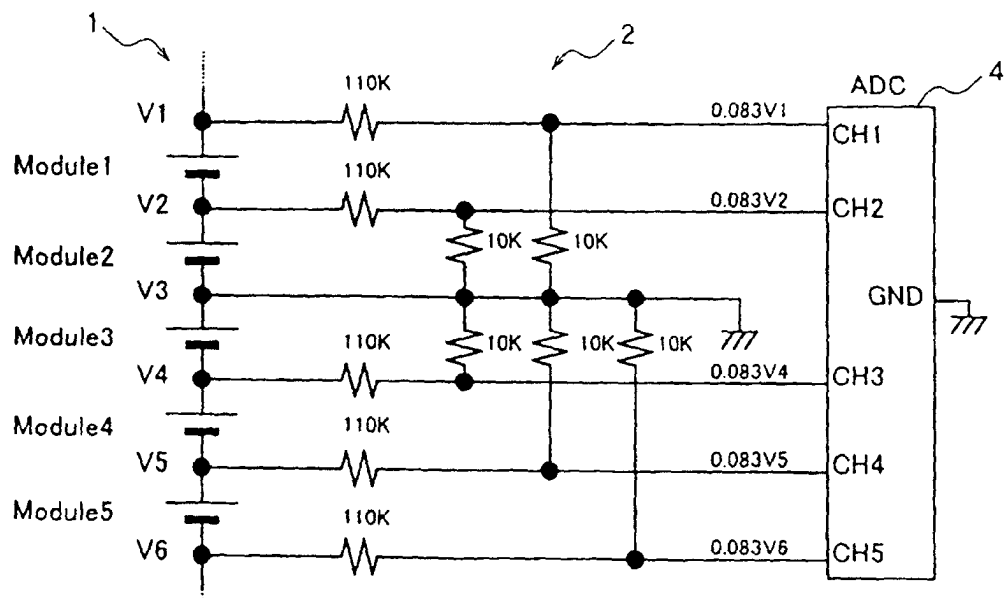 1
2
4
ADC
110K
V1
0.083V1
CH1
Module1
110K
V2
0.083V2
CH2
10K
10K
Module2
V3
GND
Module3
10K
10K
10K
110K
V4
0.083V4
CH3
Module4
110K
V5
0.083V5
CH4
Module5
110K
V6
0.083V6
CH5